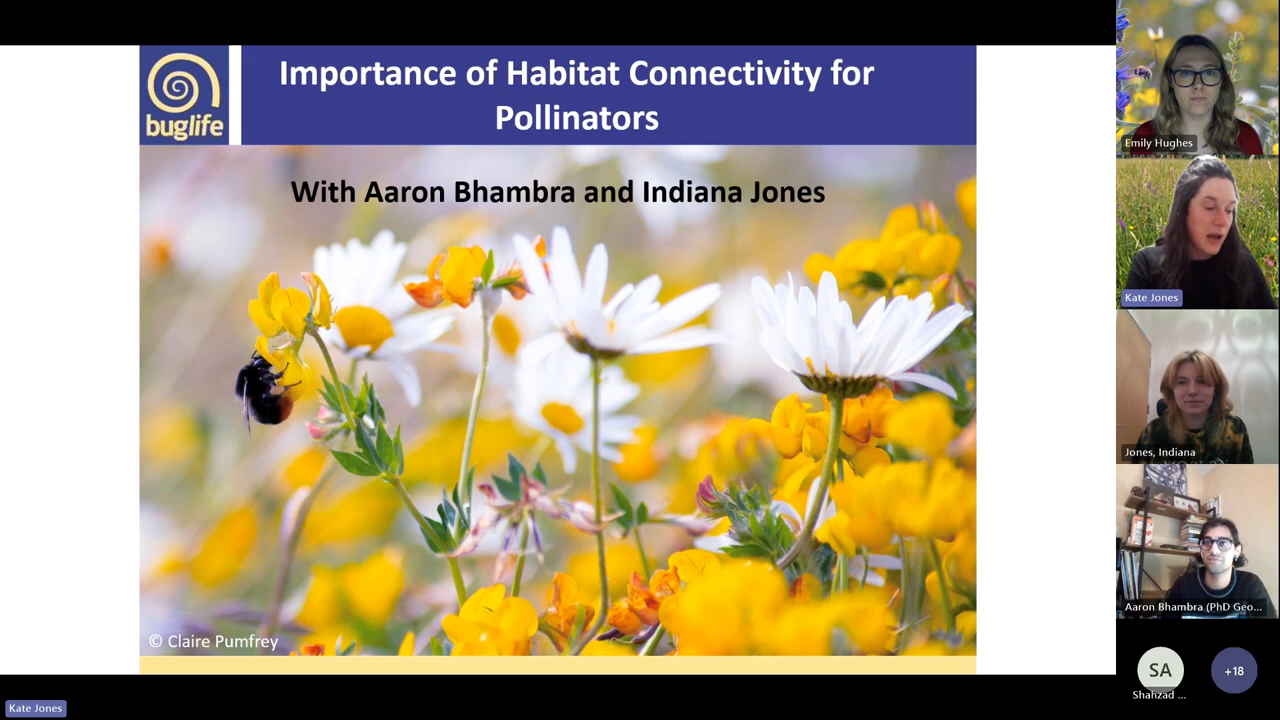 buglife
Importance of Habitat Connectivity for
Pollinators
With Aaron Bhambra and Indiana Jones
© Claire Pumfrey
Emily Hughes
Kate Jones
Jones, Indiana
Aaron Bhambra (PhD Geo...
SA
Shahzad ...
+18
Kate Jones